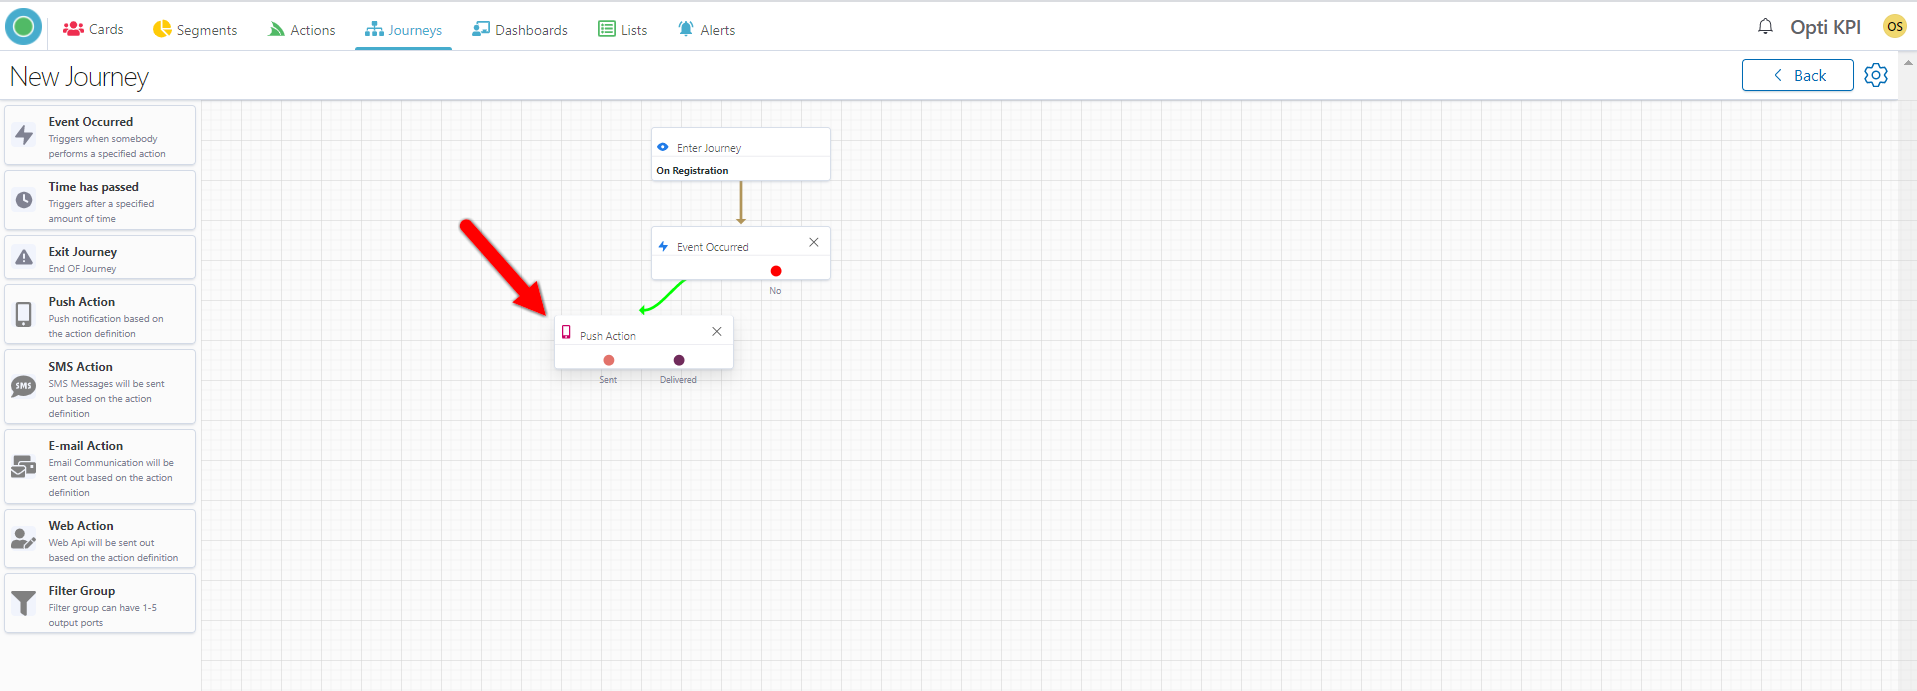 Cards
Segments
Actions
Journeys
Dashboards
Lists
Alerts
Opti KPI
OS
New Journey
Back
Event Occurred
Triggers when somebody
performs a specified action
Time has passed
Triggers after a specified
amount of time
Exit Journey
End OF Journey
Push Action
Push notification based on
the action definition
SMS Action
SMS
SMS Messages will be sent
out based on the action
definition
E-mail Action
Email Communication will be
sent out based on the action
definition
Web Action
Web Api will be sent out
based on the action definition
Filter Group
Filter group can have 1-5
output ports
Enter Journey
On Registration
Event Occurred
No
Push Action
Sent
Delivered